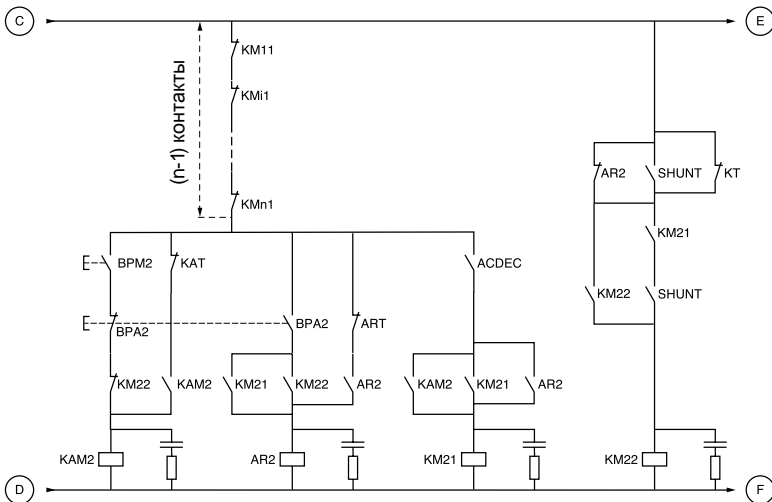 C
E
KM11
KMi1
(n-1) контакты
KMn1
AR2
SHUNT
KT
KM21
BPM2
KAT
ACDEC
KM22
SHUNT
BPA2
BPA2
ART
KM22
KAM2
KM21
KM22
AR2
KAM2
KM21
AR2
KAM2
AR2
KM21
KM22
D
F